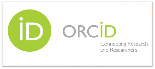 iD
ORCID
Connecting Research
and Researchers